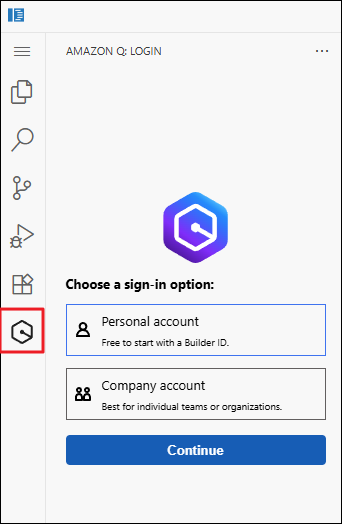 AMAZON Q: LOGIN
Choose a sign-in option:
Personal account
Free to start with a Builder ID.
Company account
Best for individual teams or organizations.
Continue